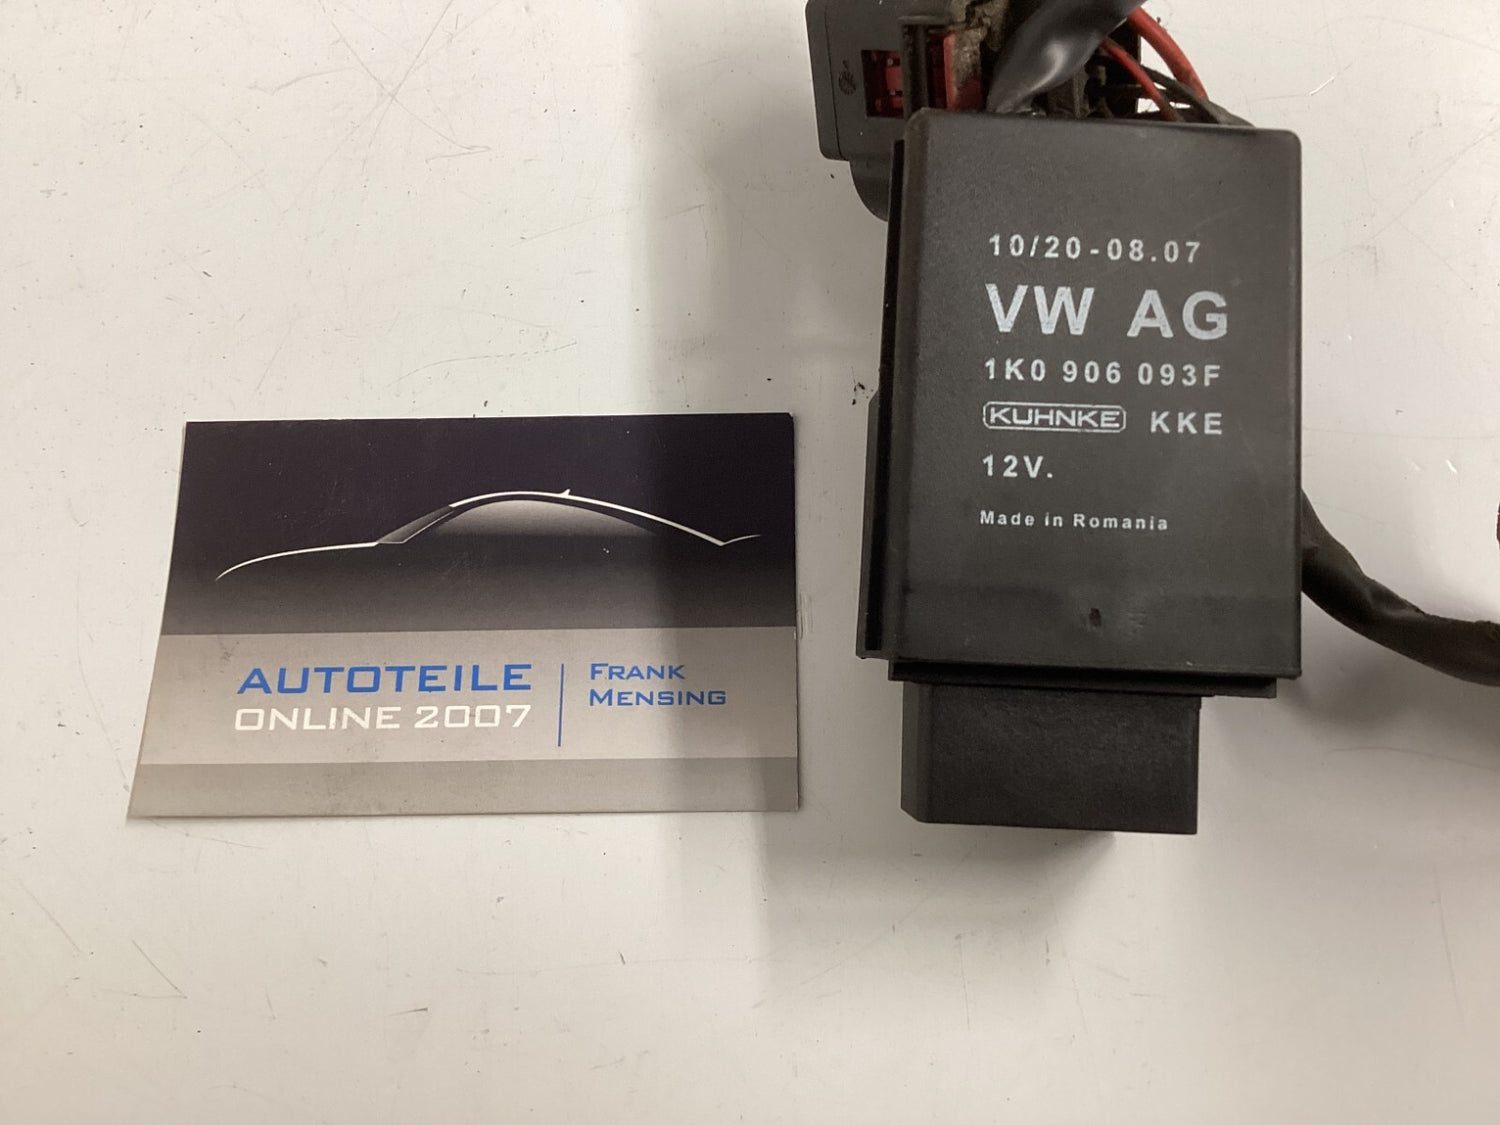 10/20-08.07
VW AG
1K0 906 093F
KUHNKE KKE
12V.
Made in Romania
AUTOTEILE
ONLINE 2007
FRANK
MENSING